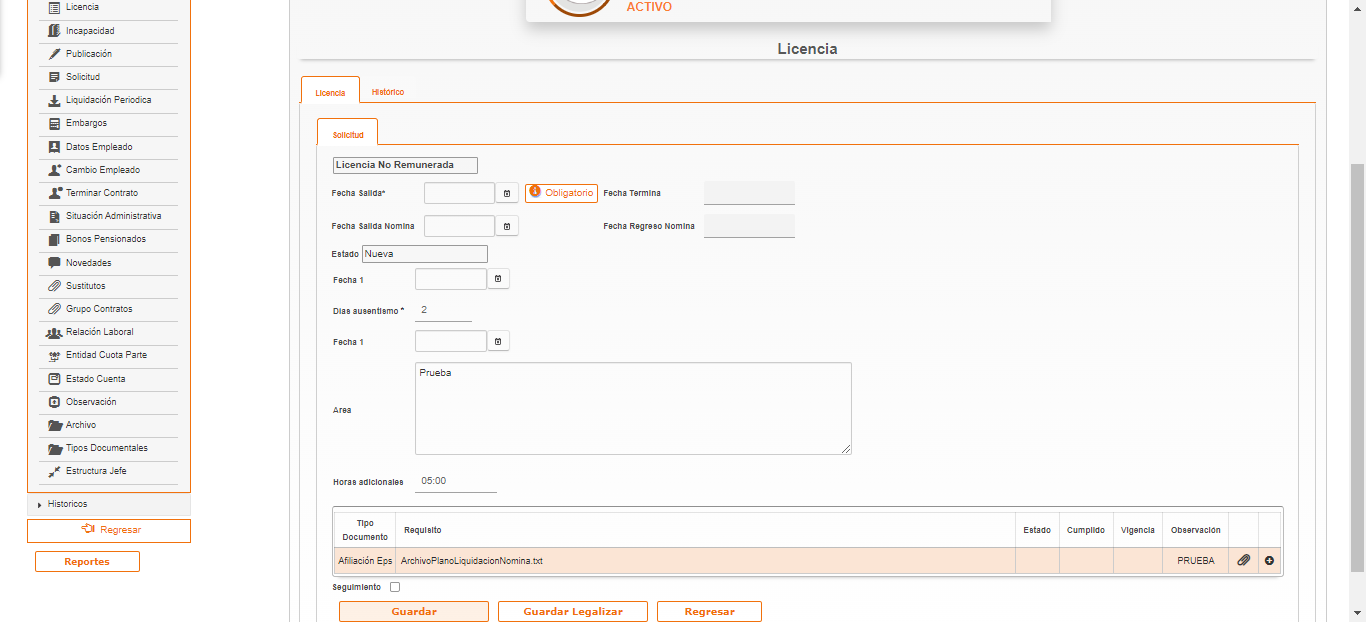 Licencia
Incapacidad
Publicación
Solicitud
Liquidación Periodica
Embargos
Datos Empleado
Cambio Empleado
Terminar Contrato
Situación Administrativa
Bonos Pensionados
Novedades
Sustitutos
Grupo Contratos
Relación Laboral
Entidad Cuota Parte
Estado Cuenta
Observación
Archivo
Tipos Documentales
Estructura Jefe
Historicos
Regresar
Reportes
ACTIVO
Licencia
Licencia Histórico
Solicitud
Licencia No Remunerada
Fecha Salida* Obligatorio Fecha Termina
Fecha Salida Nomina Fecha Regreso Nomina
Estado Nueva
Fecha 1
Dias ausentismo * 2
Fecha 1
Area Prueba
Horas adicionales 05:00
Tipo Documento Requisito Estado Cumplido Vigencia Observación
Afiliación Eps ArchivoPlanoLiquidacionNomina.txt PRUEBA
Seguimiento
Guardar Guardar Legalizar Regresar